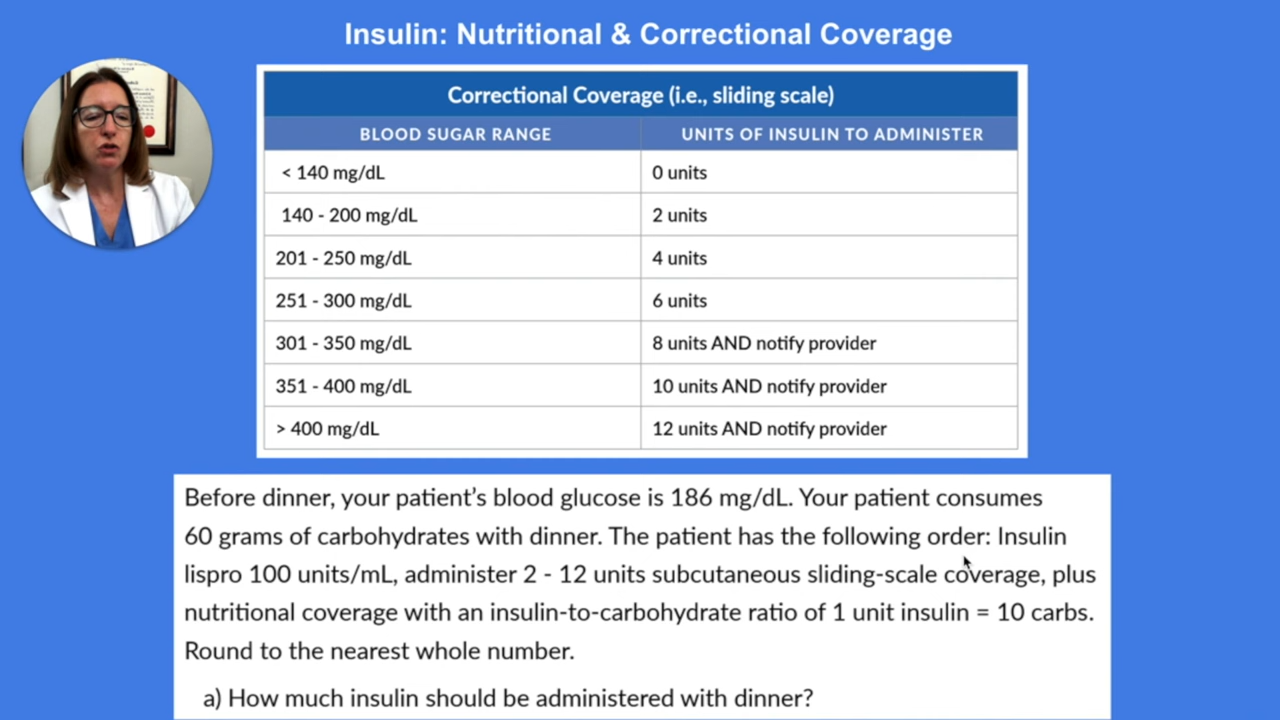 Insulin: Nutritional & Correctional Coverage
Correctional Coverage (i.e., sliding scale)
BLOOD SUGAR RANGE UNITS OF INSULIN TO ADMINISTER
< 140 mg/dL 0 units
140 - 200 mg/dL 2 units
201 - 250 mg/dL 4 units
251 - 300 mg/dL 6 units
301 - 350 mg/dL 8 units AND notify provider
351 - 400 mg/dL 10 units AND notify provider
> 400 mg/dL 12 units AND notify provider
Before dinner, your patient’s blood glucose is 186 mg/dL. Your patient consumes
60 grams of carbohydrates with dinner. The patient has the following order: Insulin
lispro 100 units/mL, administer 2 - 12 units subcutaneous sliding-scale coverage, plus
nutritional coverage with an insulin-to-carbohydrate ratio of 1 unit insulin = 10 carbs.
Round to the nearest whole number.
a) How much insulin should be administered with dinner?